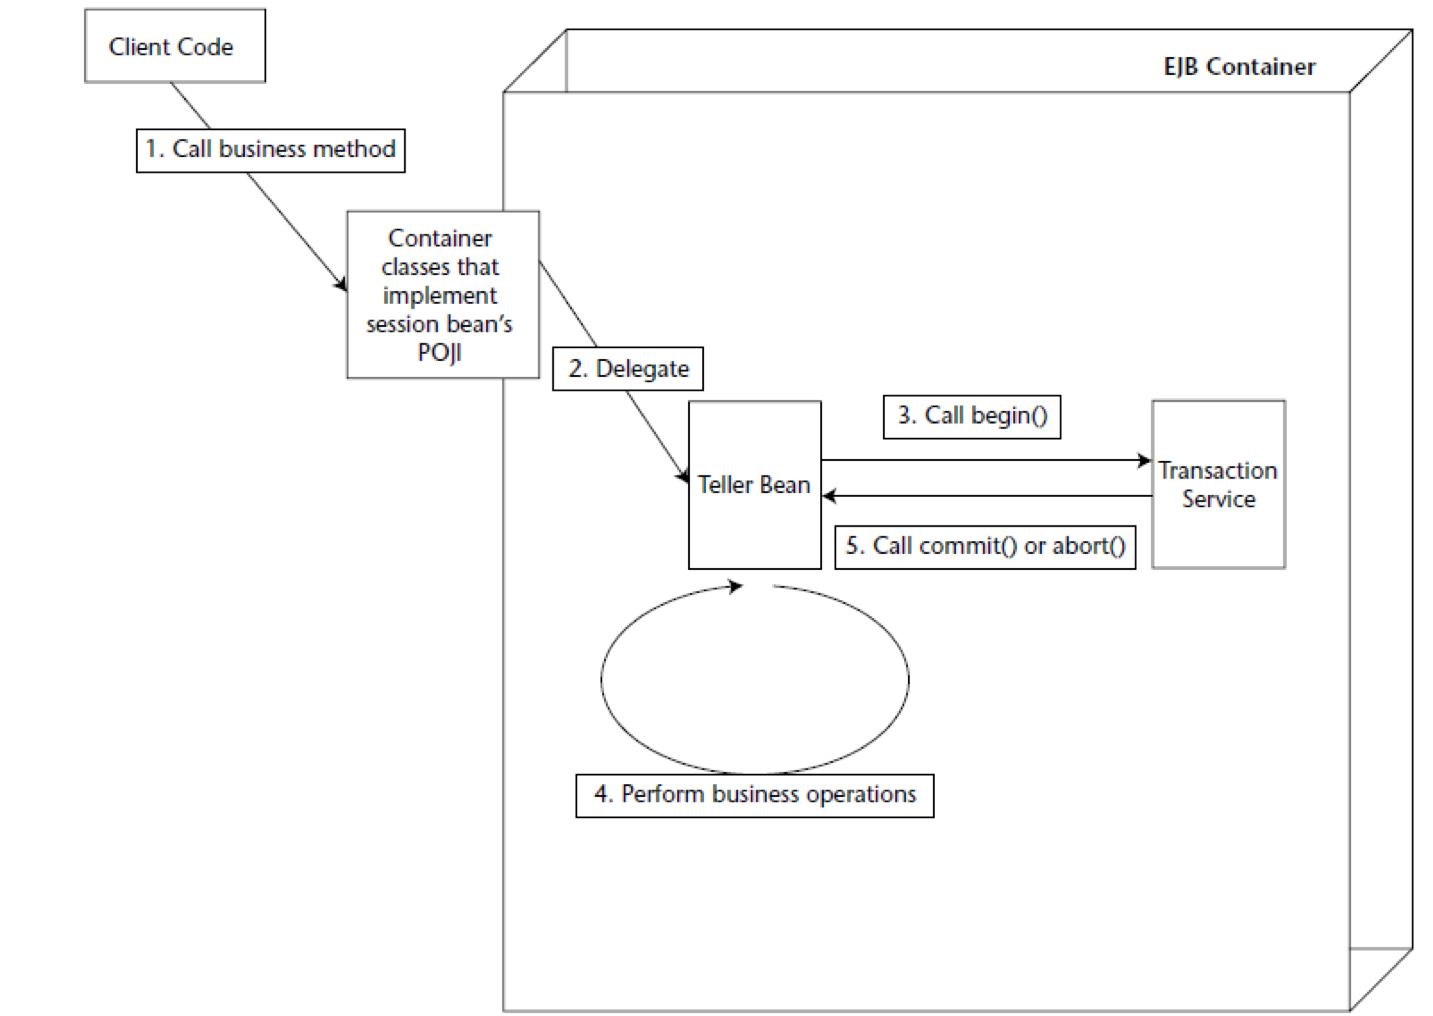 Client Code
EJB Container
1. Call business method
Container
classes that
implement
session bean's
POJI
2. Delegate
3. Call begin()
Teller Bean
Transaction
Service
5. Call commit() or abort()
4. Perform business operations